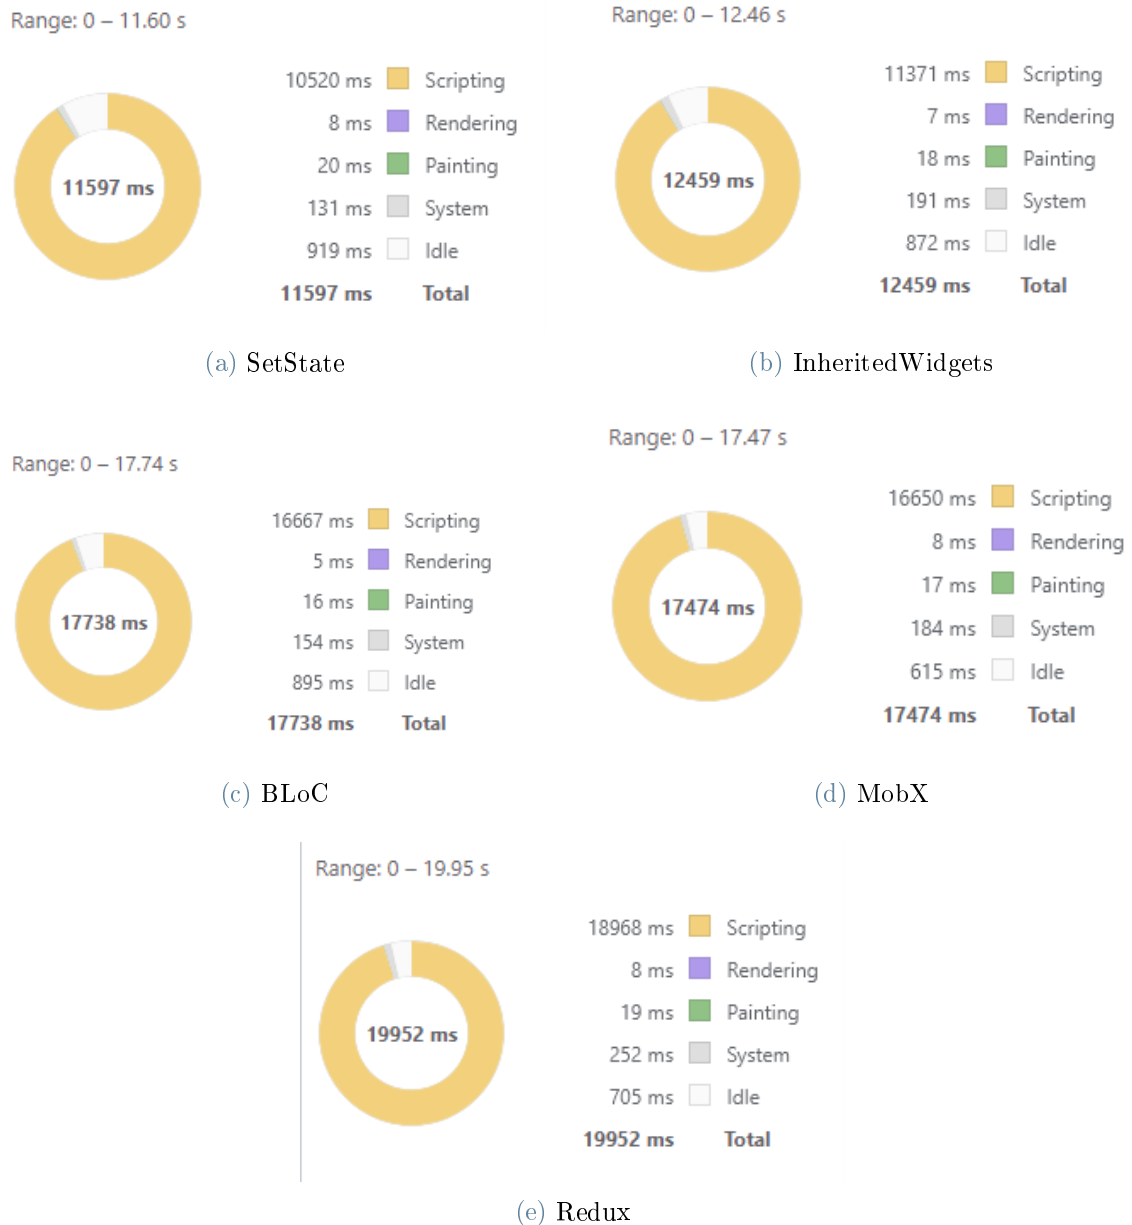 Range: 0 – 11.60 s
10520 ms Scripting
8 ms Rendering
20 ms Painting
131 ms System
919 ms Idle
11597 ms Total
11597 ms
(a) SetState
Range: 0 – 12.46 s
11371 ms Scripting
7 ms Rendering
18 ms Painting
191 ms System
872 ms Idle
12459 ms Total
12459 ms
(b) InheritedWidgets
Range: 0 – 17.74 s
16667 ms Scripting
5 ms Rendering
16 ms Painting
154 ms System
895 ms Idle
17738 ms Total
17738 ms
(c) BLoC
Range: 0 – 17.47 s
16650 ms Scripting
8 ms Rendering
17 ms Painting
184 ms System
615 ms Idle
17474 ms Total
17474 ms
(d) MobX
Range: 0 – 19.95 s
18968 ms Scripting
8 ms Rendering
19 ms Painting
252 ms System
705 ms Idle
19952 ms Total
19952 ms
(e) Redux